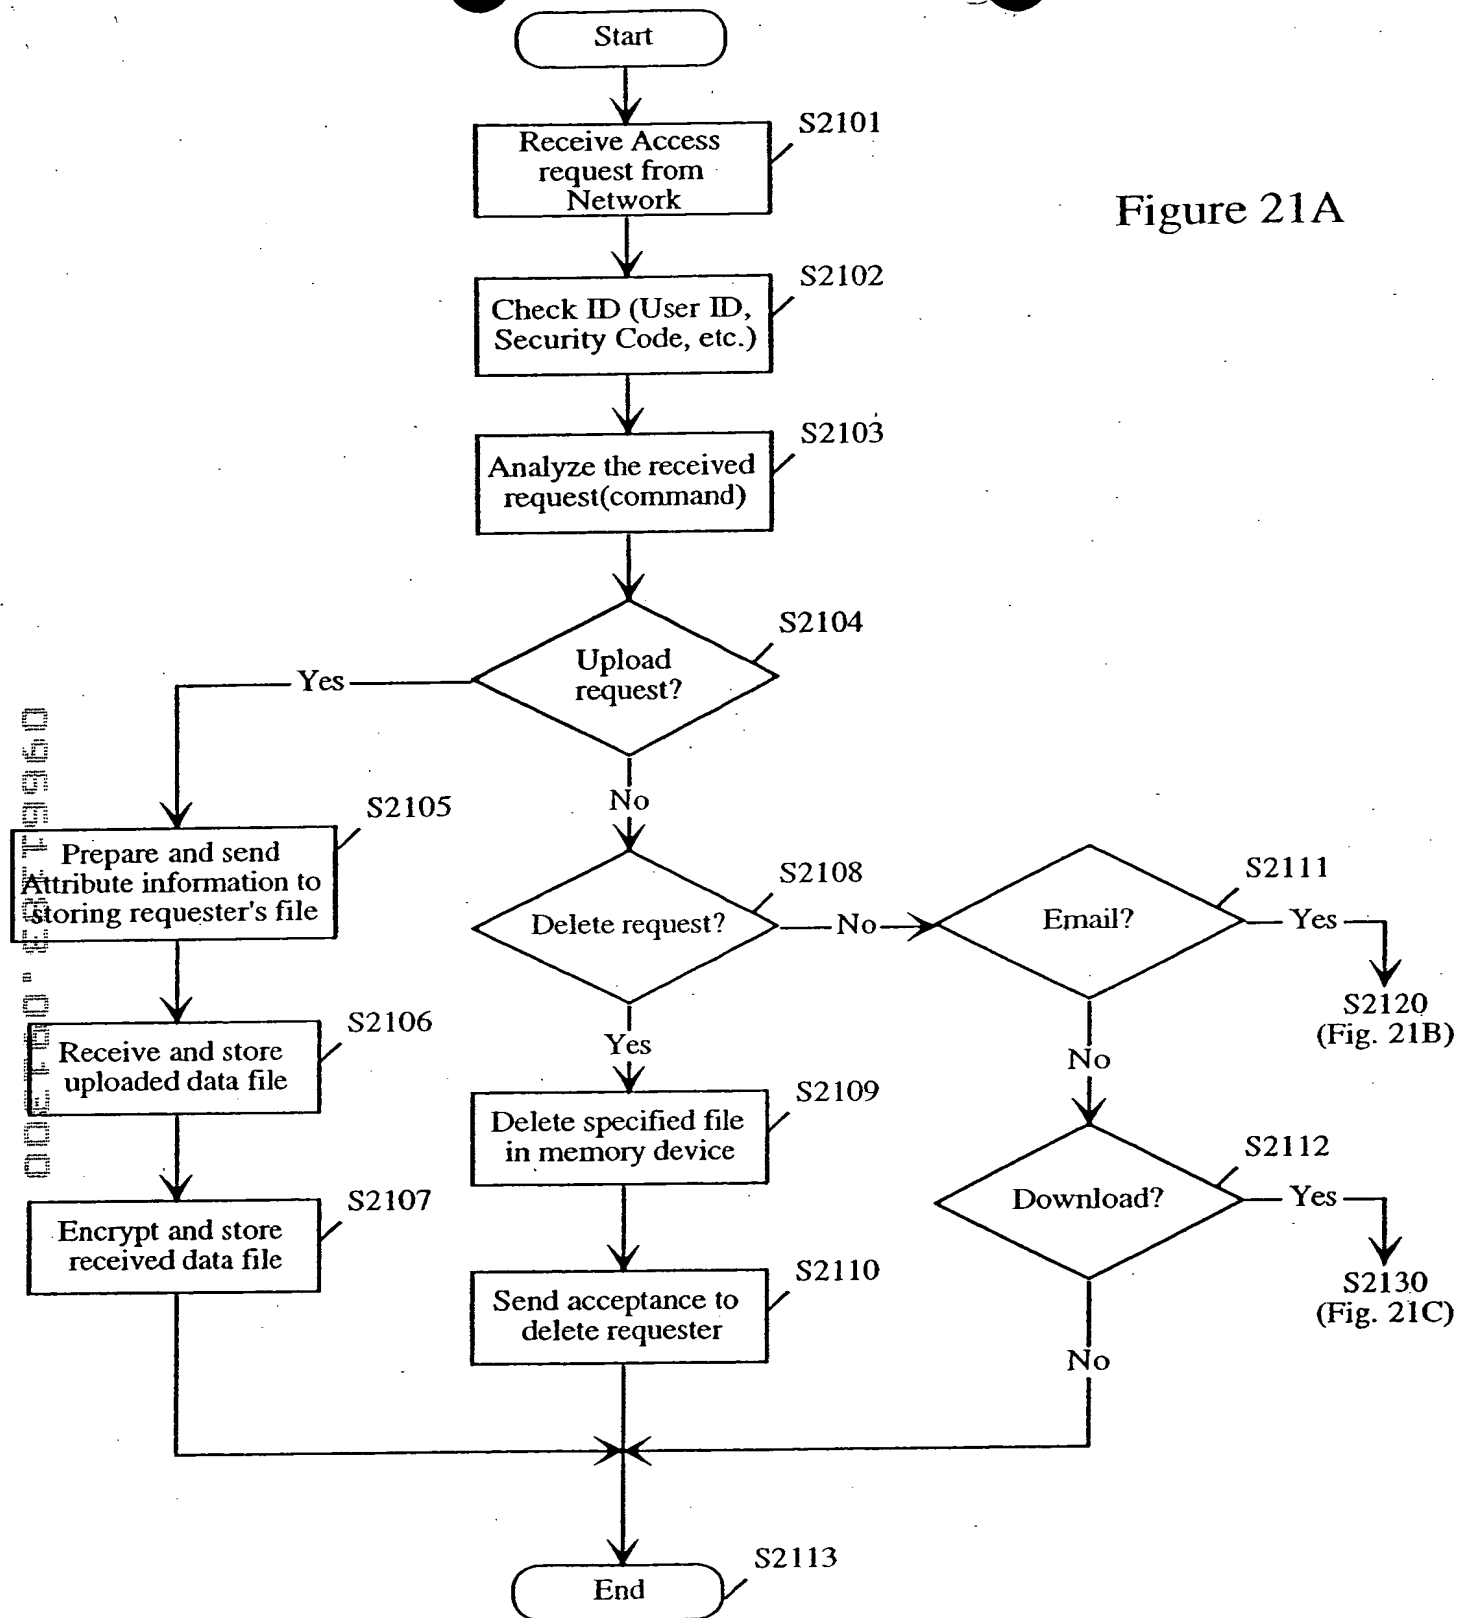 Start
S2101
Receive Access
request from
Network
Figure 21A
S2102
Check ID (User ID,
Security Code, etc.)
S2103
Analyze the received
request(command)
S2104
Upload
request?
Yes
No
S2105
Prepare and send
Attribute information to
storing requester's file
S2106
Receive and store
uploaded data file
S2107
Encrypt and store
received data file
S2108
Delete request?
No
Yes
S2109
Delete specified file
in memory device
S2110
Send acceptance to
delete requester
S2111
Email?
Yes
S2120
(Fig. 21B)
No
S2112
Download?
Yes
S2130
(Fig. 21C)
No
S2113
End